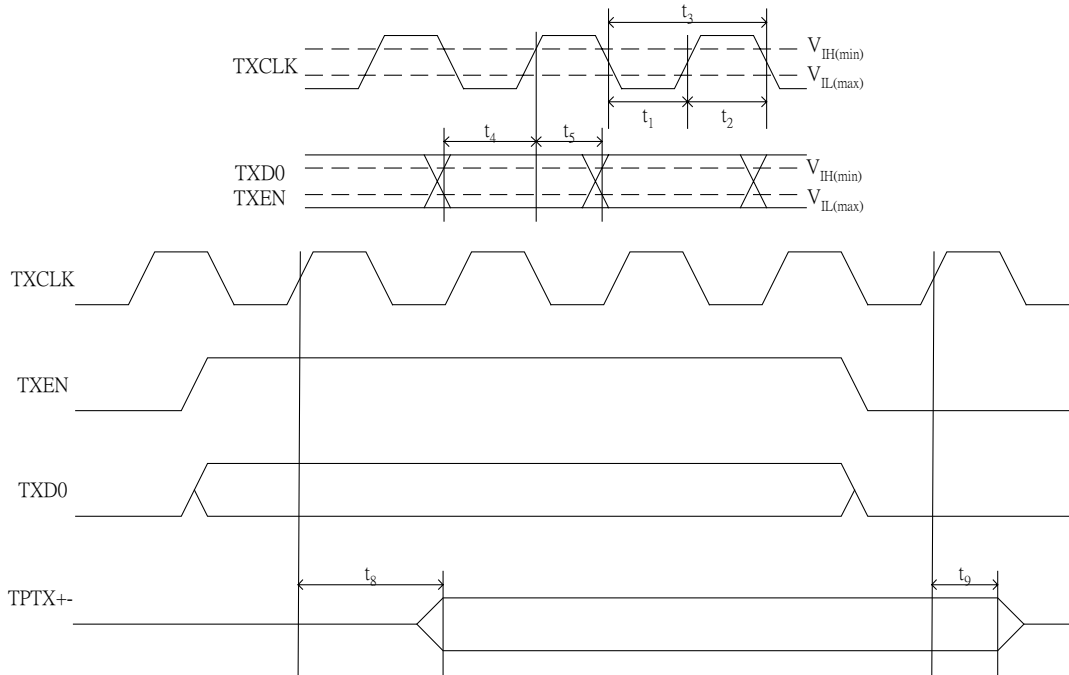 t3
TXCLK
VIH(min)
VIL(max)
t1
t2
t4
t5
TXD0
TXEN
VIH(min)
VIL(max)
TXCLK
TXEN
TXD0
t8
t9
TPTX+-